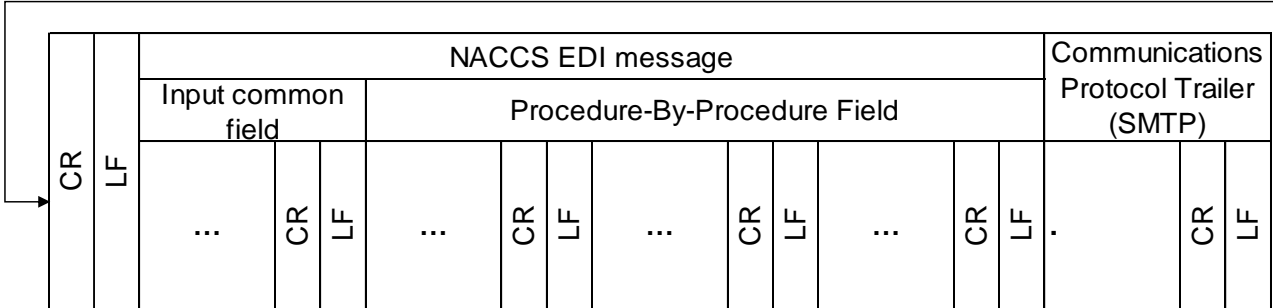 NACCS EDI message
Communications
Protocol Trailer
(SMTP)
Input common
field
Procedure-By-Procedure Field
CR
LF
...
CR
LF
...
CR
LF
...
CR
LF
...
CR
LF
.
CR
LF